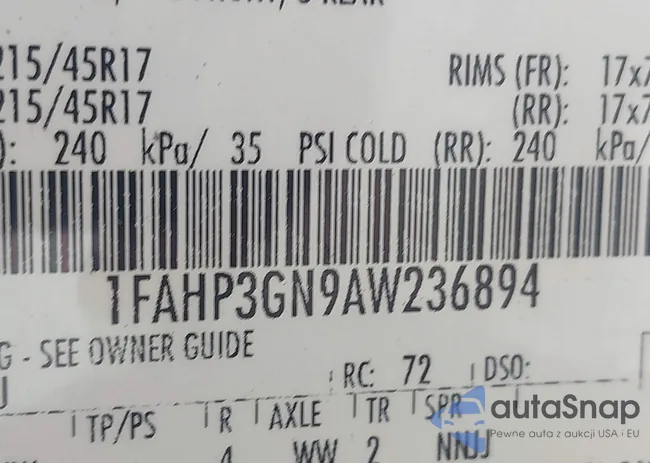 215/45R17 RIMS (FR): 17x7
215/45R17 (RR): 17x7
): 240 kPa/ 35 PSI COLD (RR): 240 kPa/
1FAHP3GN9AW236894
G - SEE OWNER GUIDE
RC: 72 DSO:
TP/PS R AXLE TR SPR
4 WW 2 NNJJ
autaSnap
Pewne auta z aukcji USA i EU